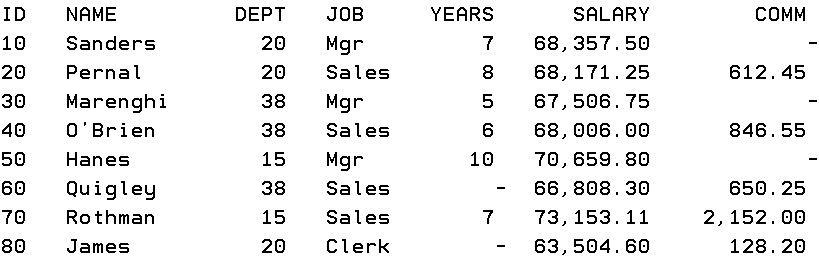 ID NAME DEPT JOB YEARS SALARY COMM
10 Sanders 20 Mgr 7 68,357.50 -
20 Pernal 20 Sales 8 68,171.25 612.45
30 Marenghi 38 Mgr 5 67,506.75 -
40 O'Brien 38 Sales 6 68,006.00 846.55
50 Hanes 15 Mgr 10 70,659.80 -
60 Quigley 38 Sales - 66,808.30 650.25
70 Rothman 15 Sales 7 73,153.11 2,152.00
80 James 20 Clerk - 63,504.60 128.20